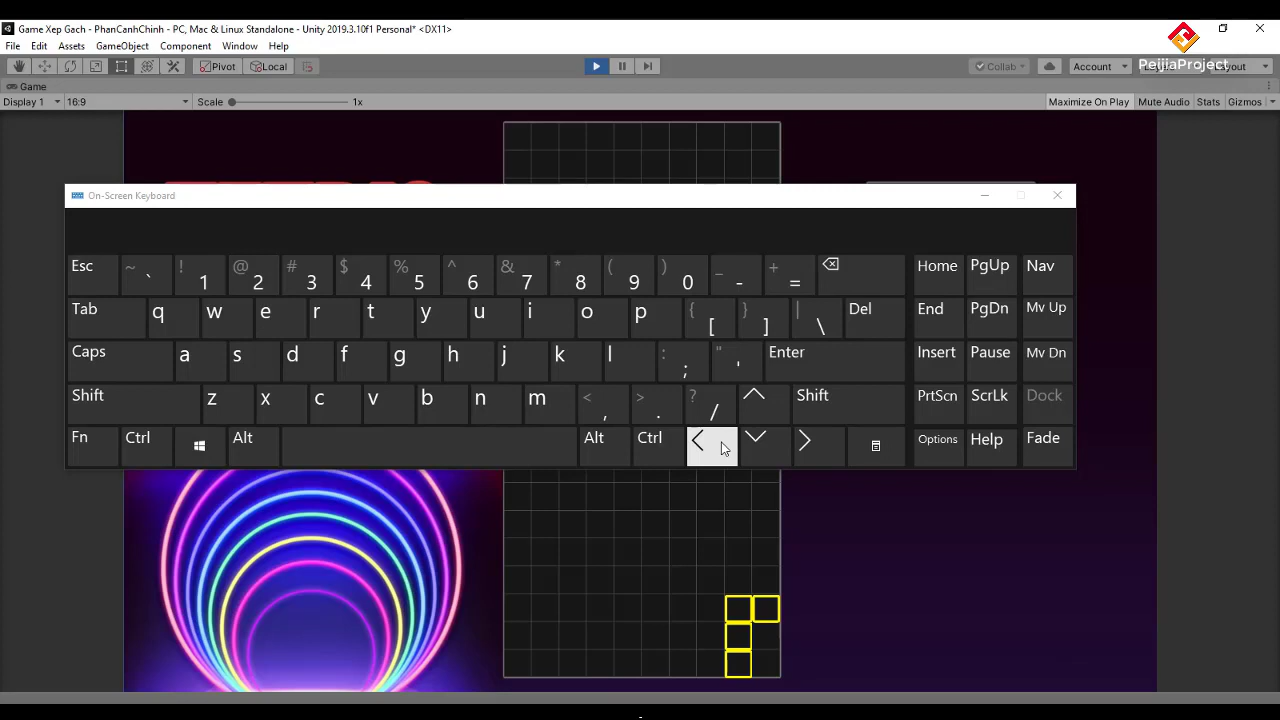 Game Xep Gach - PhanCanhChinh - PC, Mac & Linux Standalone - Unity 2019.3.10f1 Personal* <DX11>
File Edit Assets GameObject Component Window Help
Pivot Local Collab Account Layout
PeijiaProject
Game
Display 1 16:9 Scale 1x Maximize On Play Mute Audio Stats Gizmos
On-Screen Keyboard
Esc ~ ` ! 1 @ 2 # 3 $ 4 % 5 ^ 6 & 7 * 8 ( 9 ) 0 _ - + = Home PgUp Nav
Tab q w e r t y u i o p { [ } ] | \ Del End PgDn Mv Up
Caps a s d f g h j k l : ; " ' Enter Insert Pause Mv Dn
Shift z x c v b n m < , > . ? / Shift PrtScn ScrLk Dock
Fn Ctrl Alt Alt Ctrl Options Help Fade